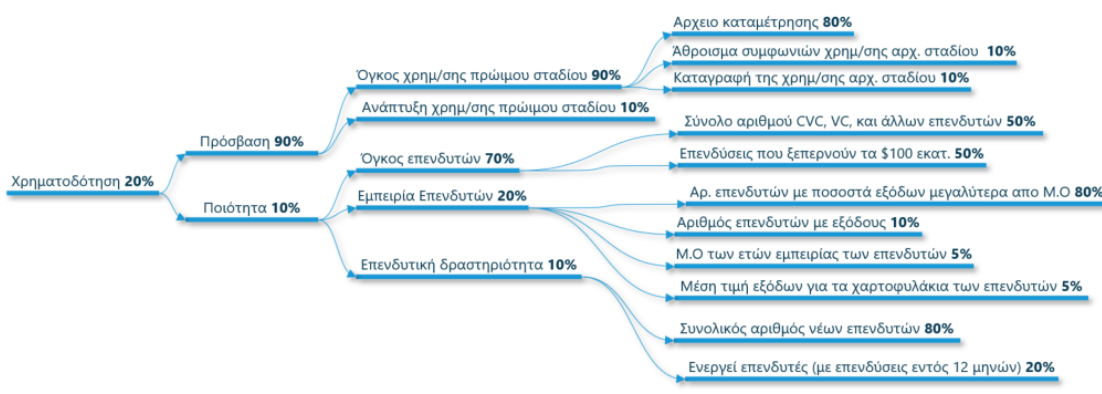 Χρηματοδότηση 20%
Πρόσβαση 90%
Ποιότητα 10%
Όγκος χρημ/σης πρώιμου σταδίου 90%
Ανάπτυξη χρημ/σης πρώιμου σταδίου 10%
Όγκος επενδυτών 70%
Εμπειρία Επενδυτών 20%
Επενδυτική δραστηριότητα 10%
Αρχειο καταμέτρησης 80%
Άθροισμα συμφωνιών χρημ/σης αρχ. σταδίου 10%
Καταγραφή της χρημ/σης αρχ. σταδίου 10%
Σύνολο αριθμού CVC, VC, και άλλων επενδυτών 50%
Επενδύσεις που ξεπερνούν τα $100 εκατ. 50%
Αρ. επενδυτών με ποσοστά εξόδων μεγαλύτερα απο Μ.Ο 80%
Αριθμός επενδυτών με εξόδους 10%
Μ.Ο των ετών εμπειρίας των επενδυτών 5%
Μέση τιμή εξόδων για τα χαρτοφυλάκια των επενδυτών 5%
Συνολικός αριθμός νέων επενδυτών 80%
Ενεργεί επενδυτές (με επενδύσεις εντός 12 μηνών) 20%